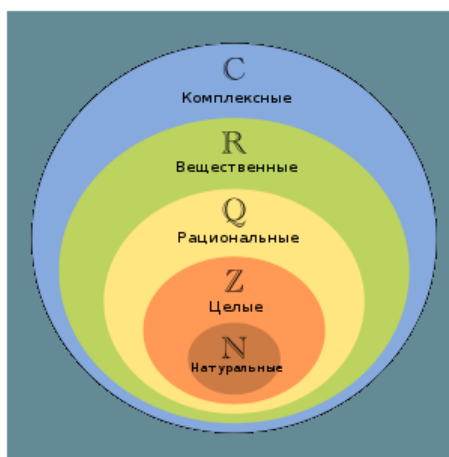 ℂ
Комплексные
ℝ
Вещественные
ℚ
Рациональные
ℤ
Целые
ℕ
Натуральные